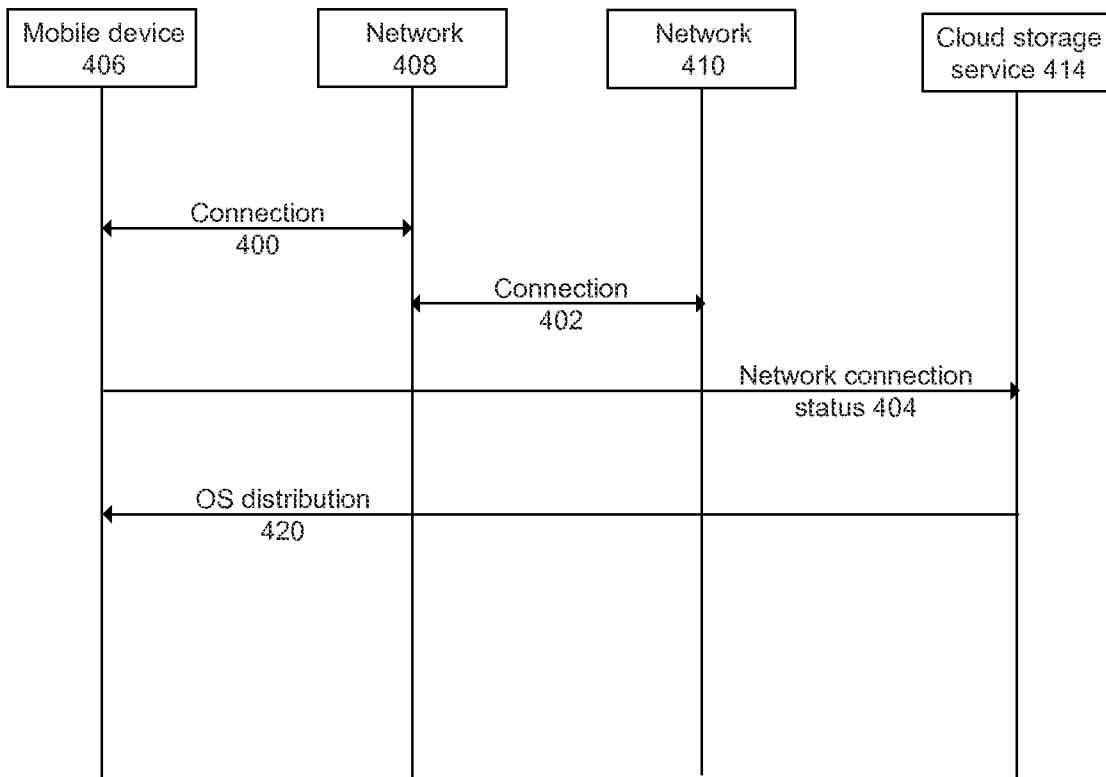 Mobile device
406
Network
408
Network
410
Cloud storage
service 414
Connection
400
Connection
402
Network connection
status 404
OS distribution
420